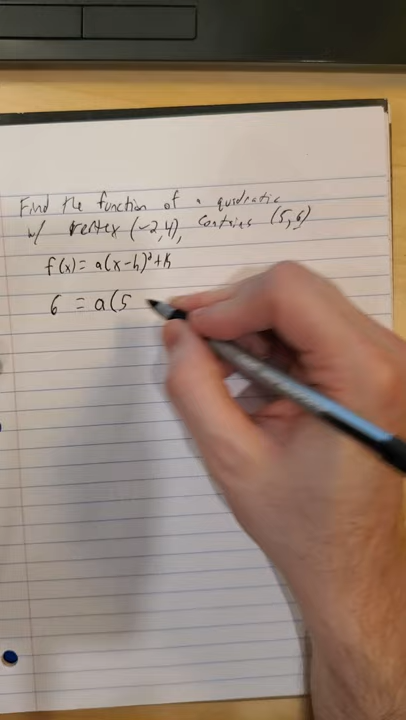 Find the function of a quadratic
w/ vertex (-2,4), contains (5,6)
f(x) = a(x-h)²+k
6 = a(5